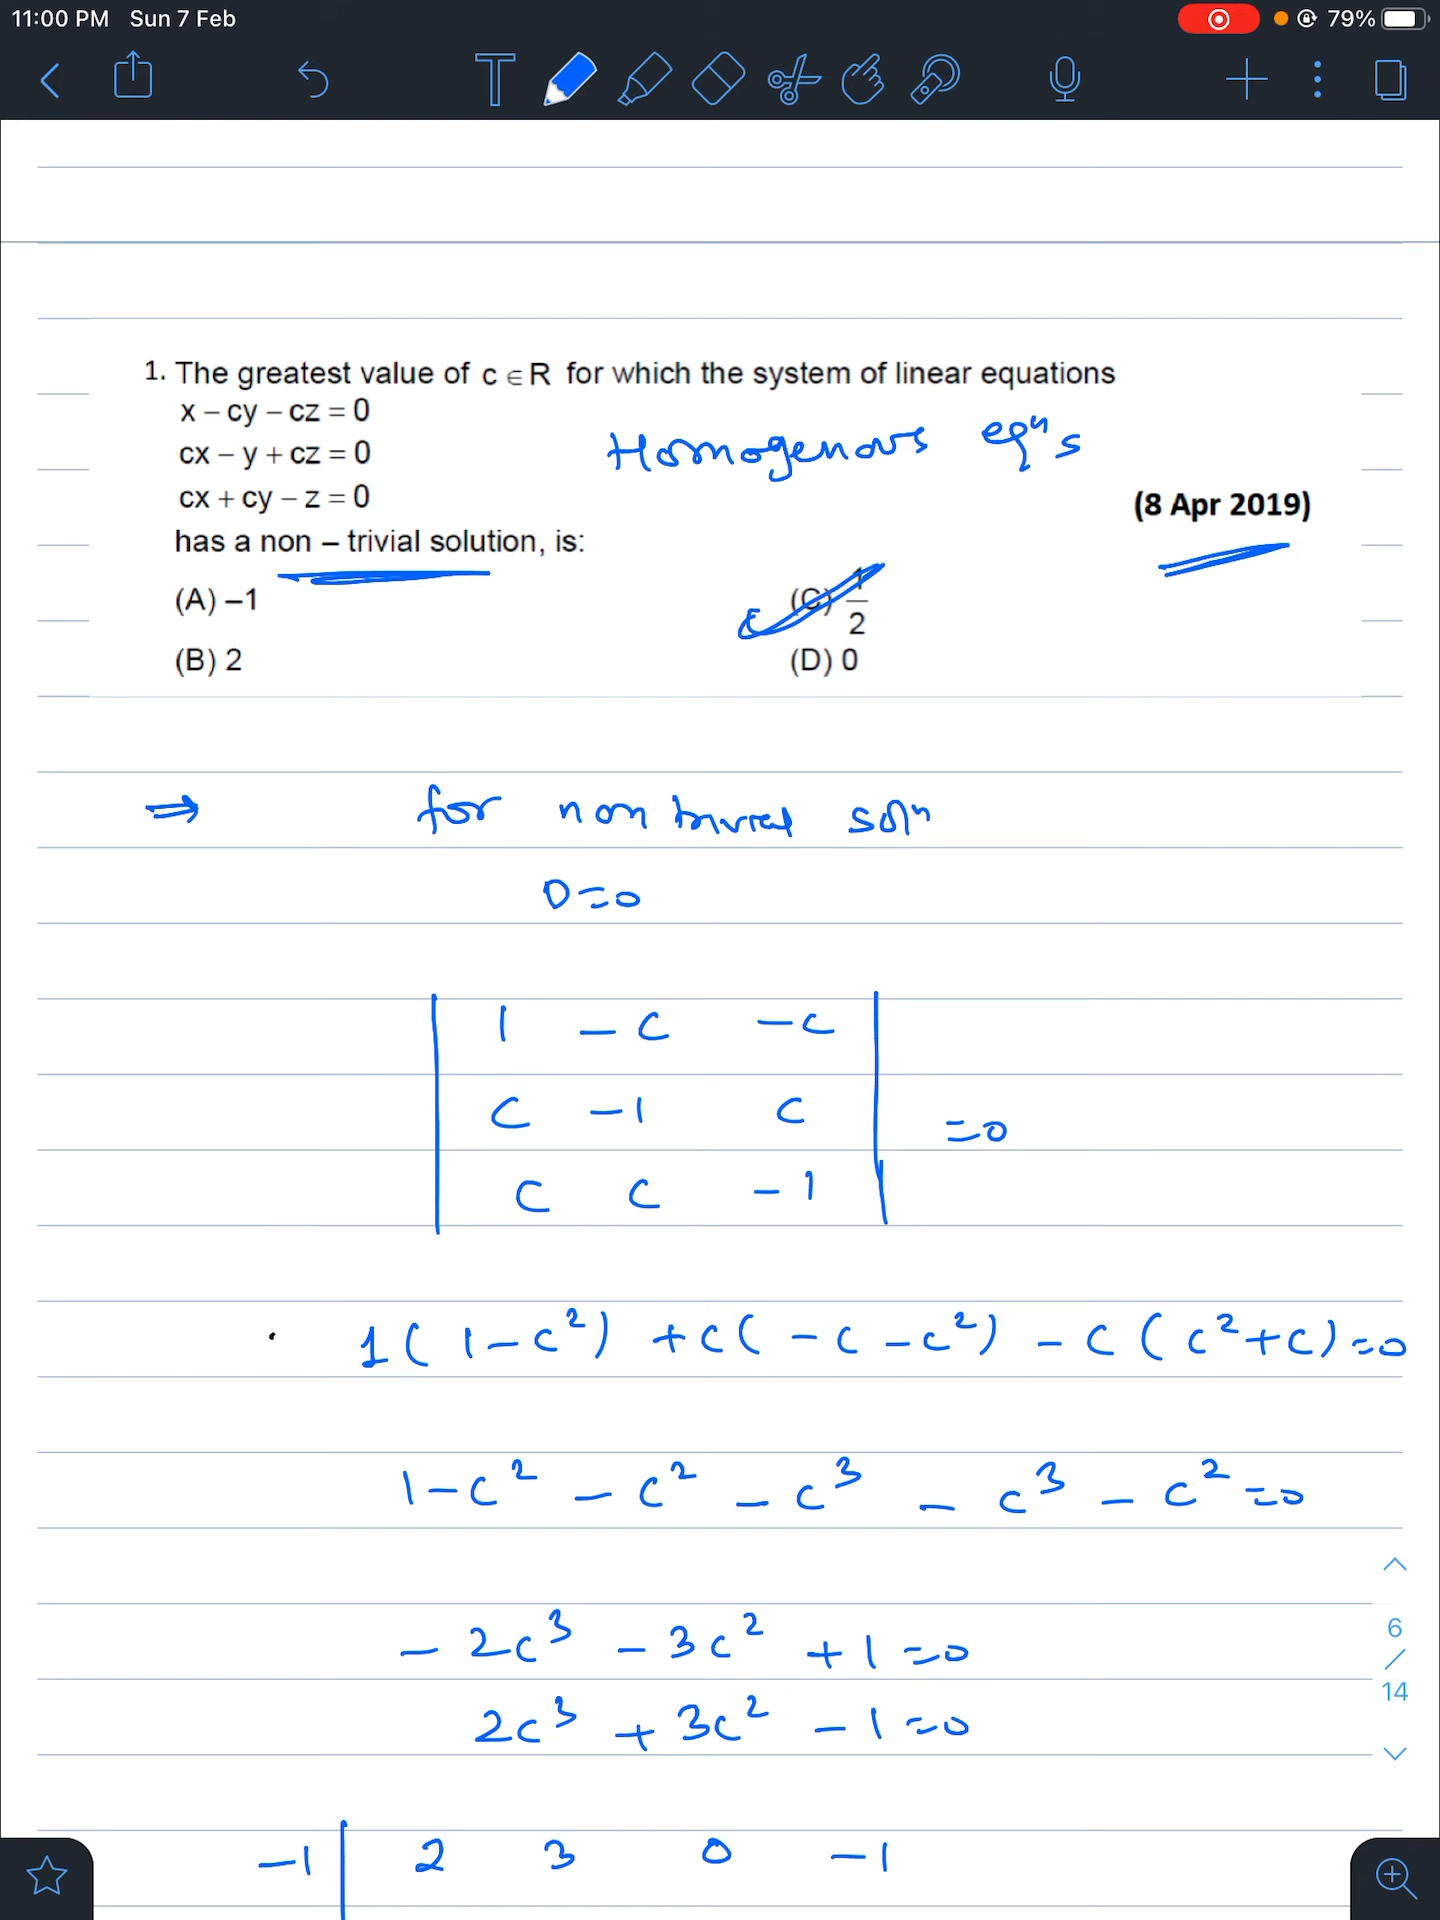 11:00 PM Sun 7 Feb
79%
1. The greatest value of c ∈ R for which the system of linear equations
x – cy – cz = 0
cx – y + cz = 0
Homogenous eqⁿs
cx + cy – z = 0
(8 Apr 2019)
has a non – trivial solution, is:
(A) –1
(C) 1/2
(B) 2
(D) 0
⇒ for non trivial solⁿ
D=0
| 1 -c -c |
| c -1 c | =0
| c c -1 |
1(1-c²) +c(-c-c²) -c(c²+c)=0
1-c² -c² -c³ -c³ -c²=0
-2c³ -3c² +1=0
2c³ +3c² -1=0
-1 | 2 3 0 -1
6
/
14